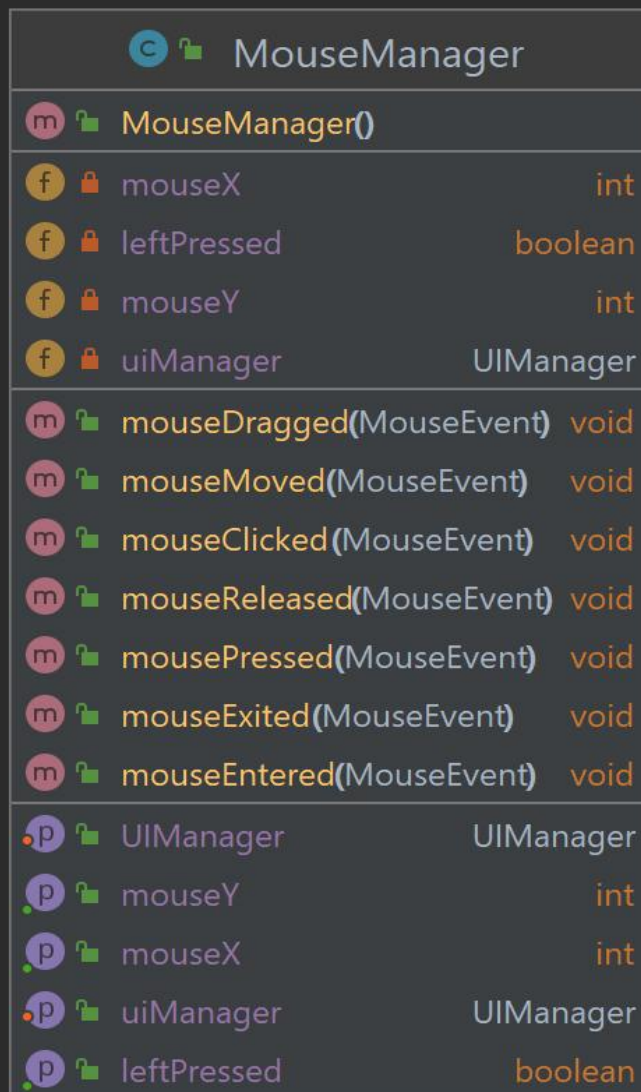 C MouseManager
m MouseManager()
f mouseX int
f leftPressed boolean
f mouseY int
f uiManager UIManager
m mouseDragged(MouseEvent) void
m mouseMoved(MouseEvent) void
m mouseClicked(MouseEvent) void
m mouseReleased(MouseEvent) void
m mousePressed(MouseEvent) void
m mouseExited(MouseEvent) void
m mouseEntered(MouseEvent) void
p UIManager UIManager
p mouseY int
p mouseX int
p uiManager UIManager
p leftPressed boolean